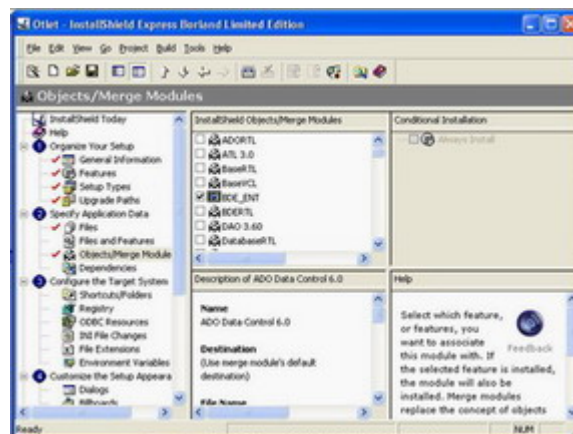 Otlet - InstallShield Express Borland Limited Edition
File Edit View Go Project Build Tools Help
Objects/Merge Modules
InstallShield Today
Help
1 Organize Your Setup
General Information
Features
Setup Types
Upgrade Paths
2 Specify Application Data
Files
Files and Features
Objects/Merge Module
Dependencies
3 Configure the Target System
Shortcuts/Folders
Registry
ODBC Resources
INI File Changes
File Extensions
Environment Variables
4 Customize the Setup Appeara
Dialogs
Billboards
InstallShield Objects/Merge Modules
ADORTL
ATL 3.0
BaseRTL
BaseVCL
BDE_ENT
BDERTL
DAO 3.60
DatabaseRTL
Conditional Installation
Always Install
Description of ADO Data Control 6.0
Name
ADO Data Control 6.0
Destination
(Use merge module's default
destination)
File Name
Help
Select which feature,
or features, you
want to associate
this module with. If
the selected feature is installed,
the module will also be
installed. Merge modules
replace the concept of objects
Feedback
Ready
NUM